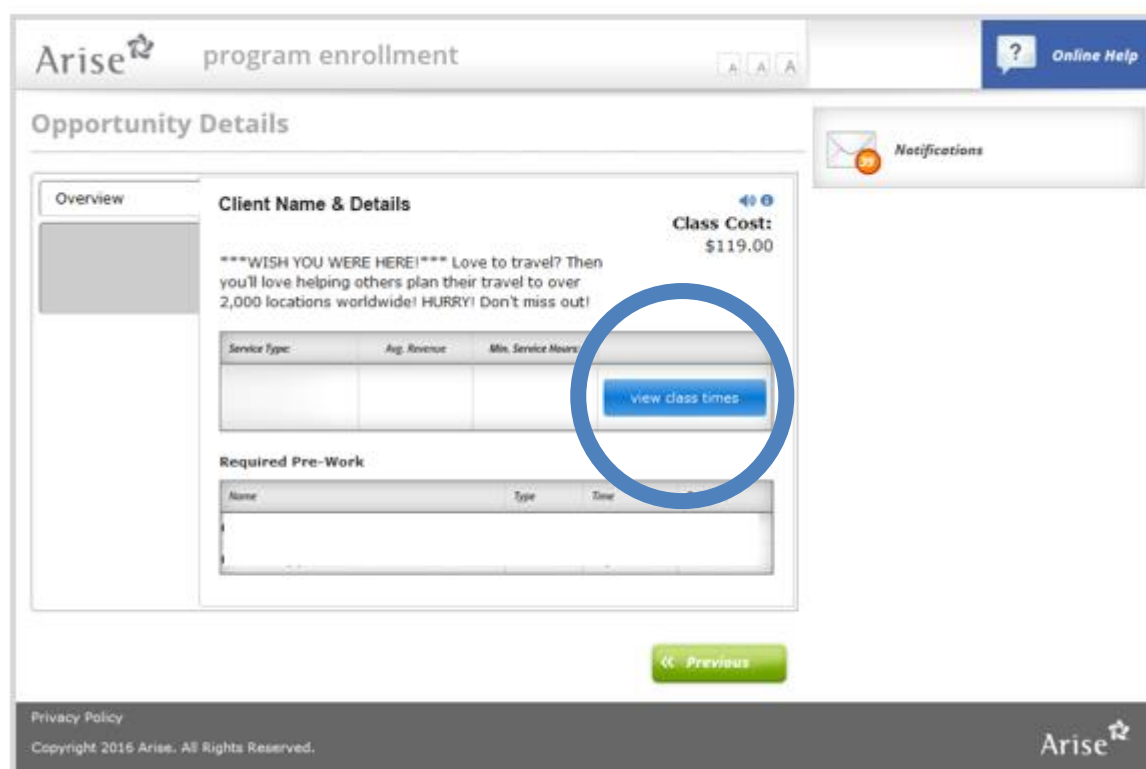 Arise
program enrollment
A A A
? Online Help
Opportunity Details
Notifications
Overview
Client Name & Details
Class Cost:
$119.00
***WISH YOU WERE HERE!*** Love to travel? Then
you'll love helping others plan their travel to over
2,000 locations worldwide! HURRY! Don't miss out!
Service Type: Avg. Revenue Min. Service Hours:
view class times
Required Pre-Work
Name Type Time
« Previous
Privacy Policy
Copyright 2016 Arise. All Rights Reserved.
Arise